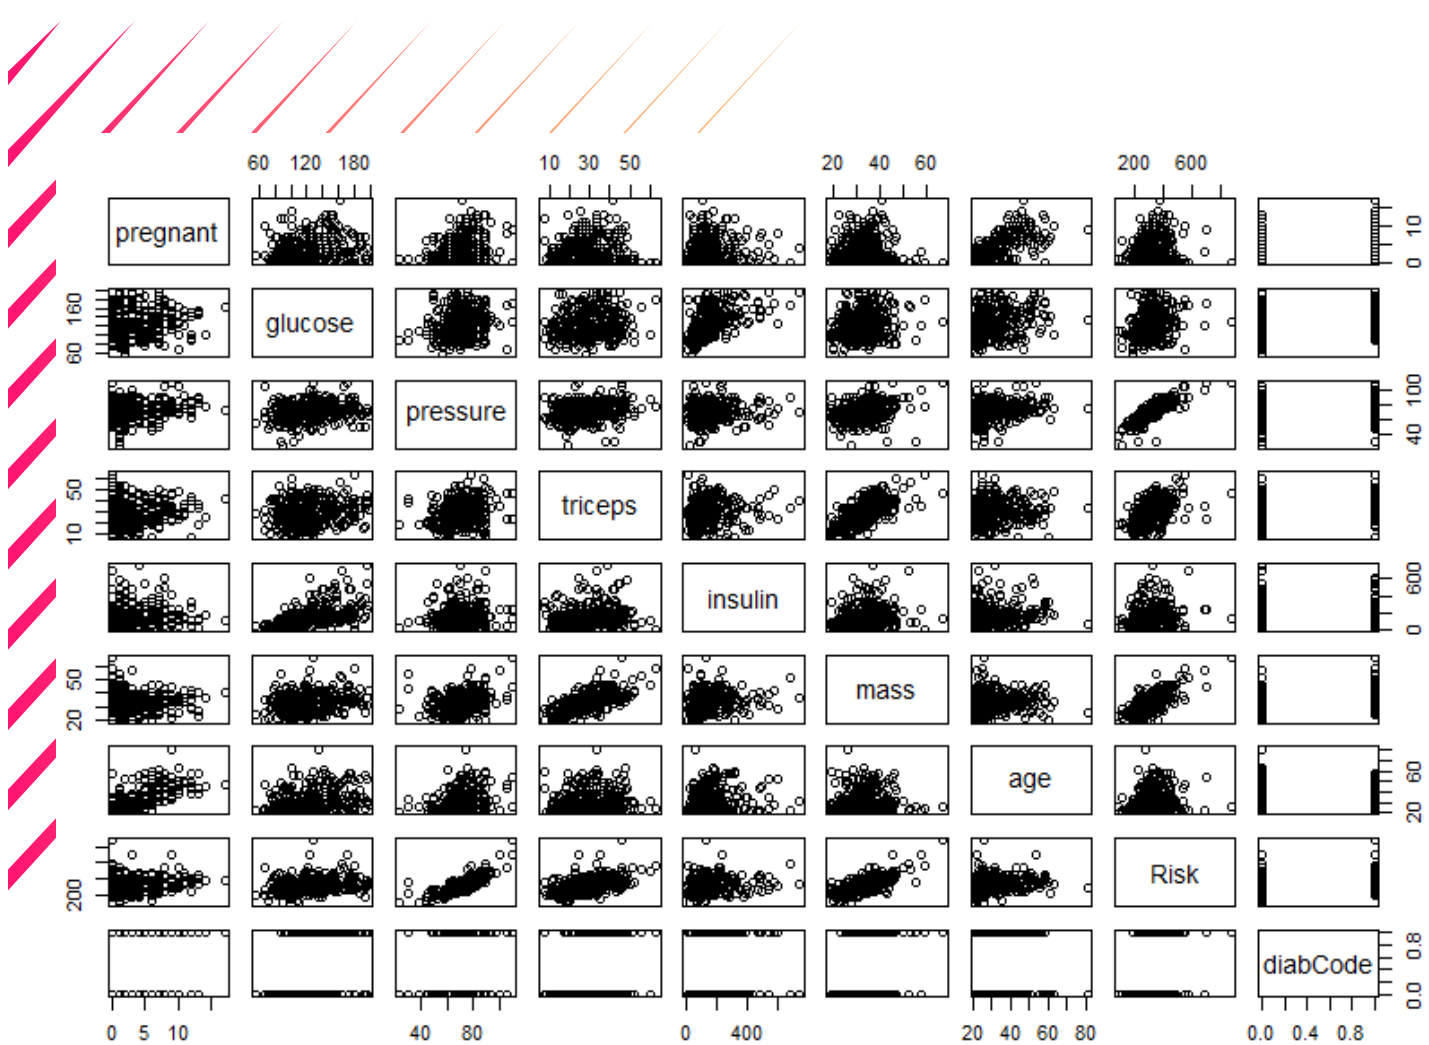 60 120 180 10 30 50 20 40 60 200 600
pregnant 0 10
60 160 glucose
pressure 40 100
10 50 triceps
insulin 0 600
20 50 mass
age 20 60
200 Risk
diabCode 0.0 0.8
0 5 10 40 80 0 400 20 40 60 80 0.0 0.4 0.8